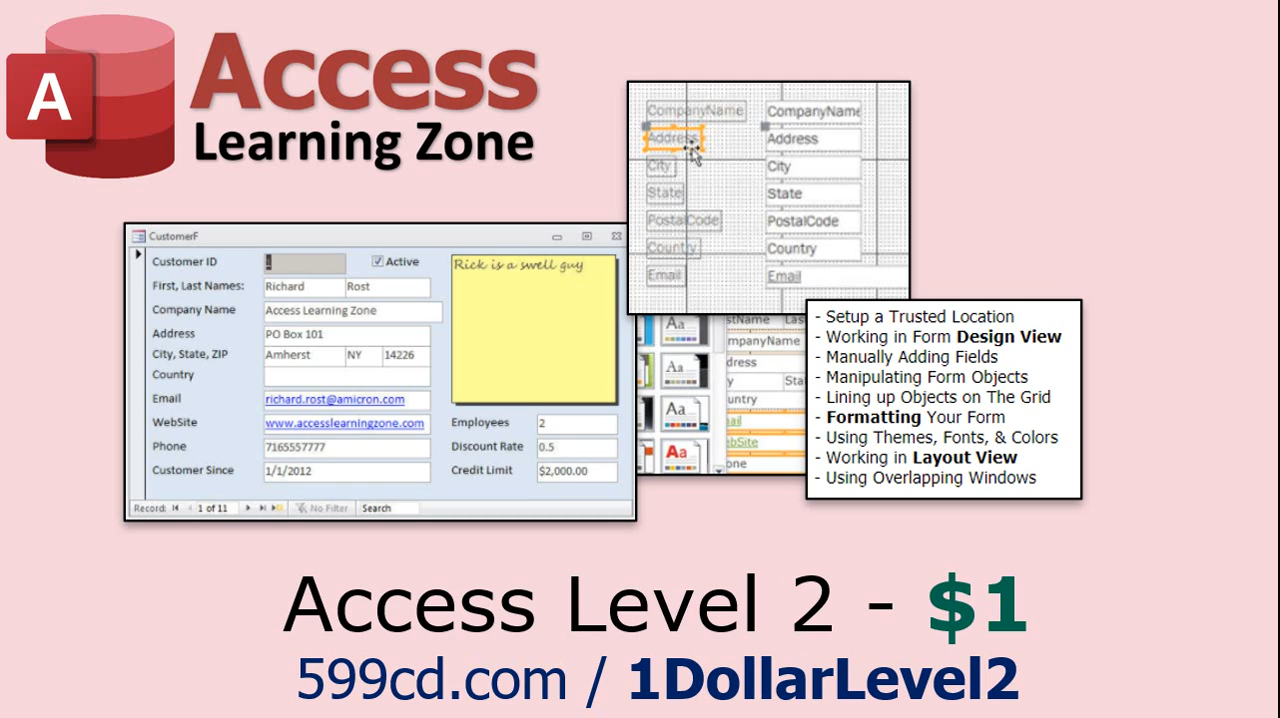 A
Access
Learning Zone
CompanyName CompanyName
Address Address
City City
State State
PostalCode PostalCode
Country Country
Email Email
CustomerF
Customer ID
Active
First, Last Names: Richard Rost
Company Name Access Learning Zone
Address PO Box 101
City, State, ZIP Amherst NY 14226
Country
Email richard.rost@amicron.com
WebSite www.accesslearningzone.com
Phone 7165557777
Customer Since 1/1/2012
Rick is a swell guy
Employees 2
Discount Rate 0.5
Credit Limit $2,000.00
Record: 1 of 11 No Filter Search
Aa
Aa
Aa
Aa
- Setup a Trusted Location
- Working in Form Design View
- Manually Adding Fields
- Manipulating Form Objects
- Lining up Objects on The Grid
- Formatting Your Form
- Using Themes, Fonts, & Colors
- Working in Layout View
- Using Overlapping Windows
Access Level 2 - $1
599cd.com / 1DollarLevel2